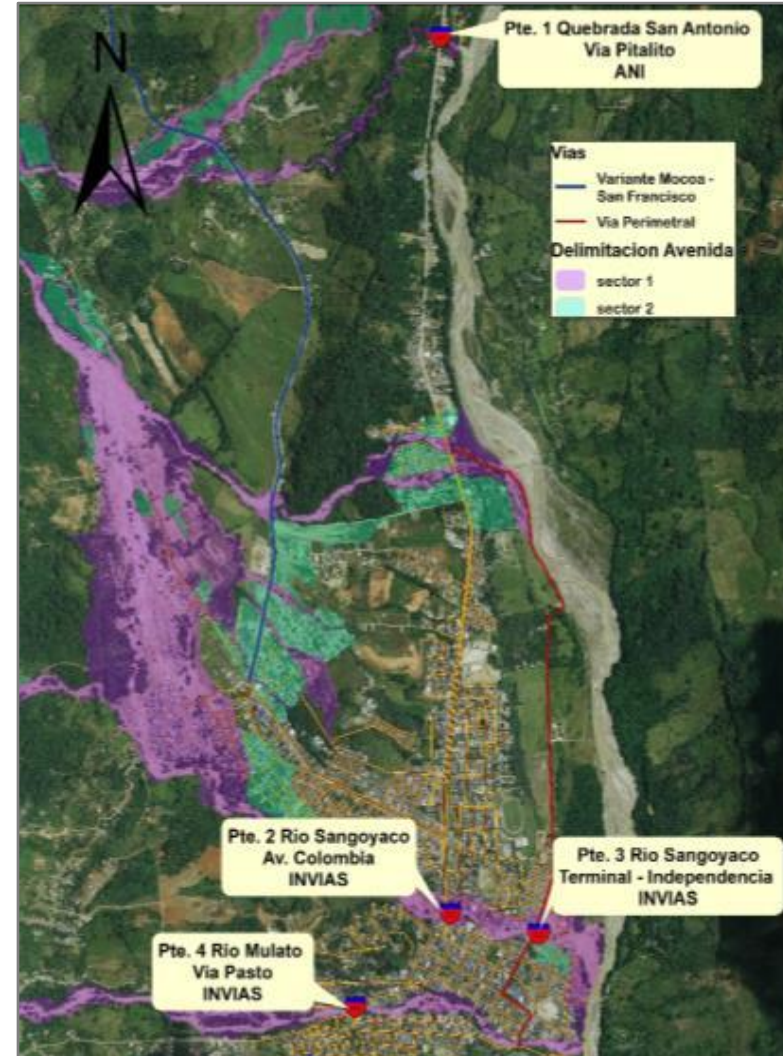 Pte. 1 Quebrada San Antonio
Via Pitalito
ANI
N
Vias
Variante Mocoa -
San Francisco
Via Perimetral
Delimitacion Avenida
sector 1
sector 2
Pte. 2 Rio Sangoyaco
Av. Colombia
INVIAS
Pte. 3 Rio Sangoyaco
Terminal - Independencia
INVIAS
Pte. 4 Rio Mulato
Via Pasto
INVIAS